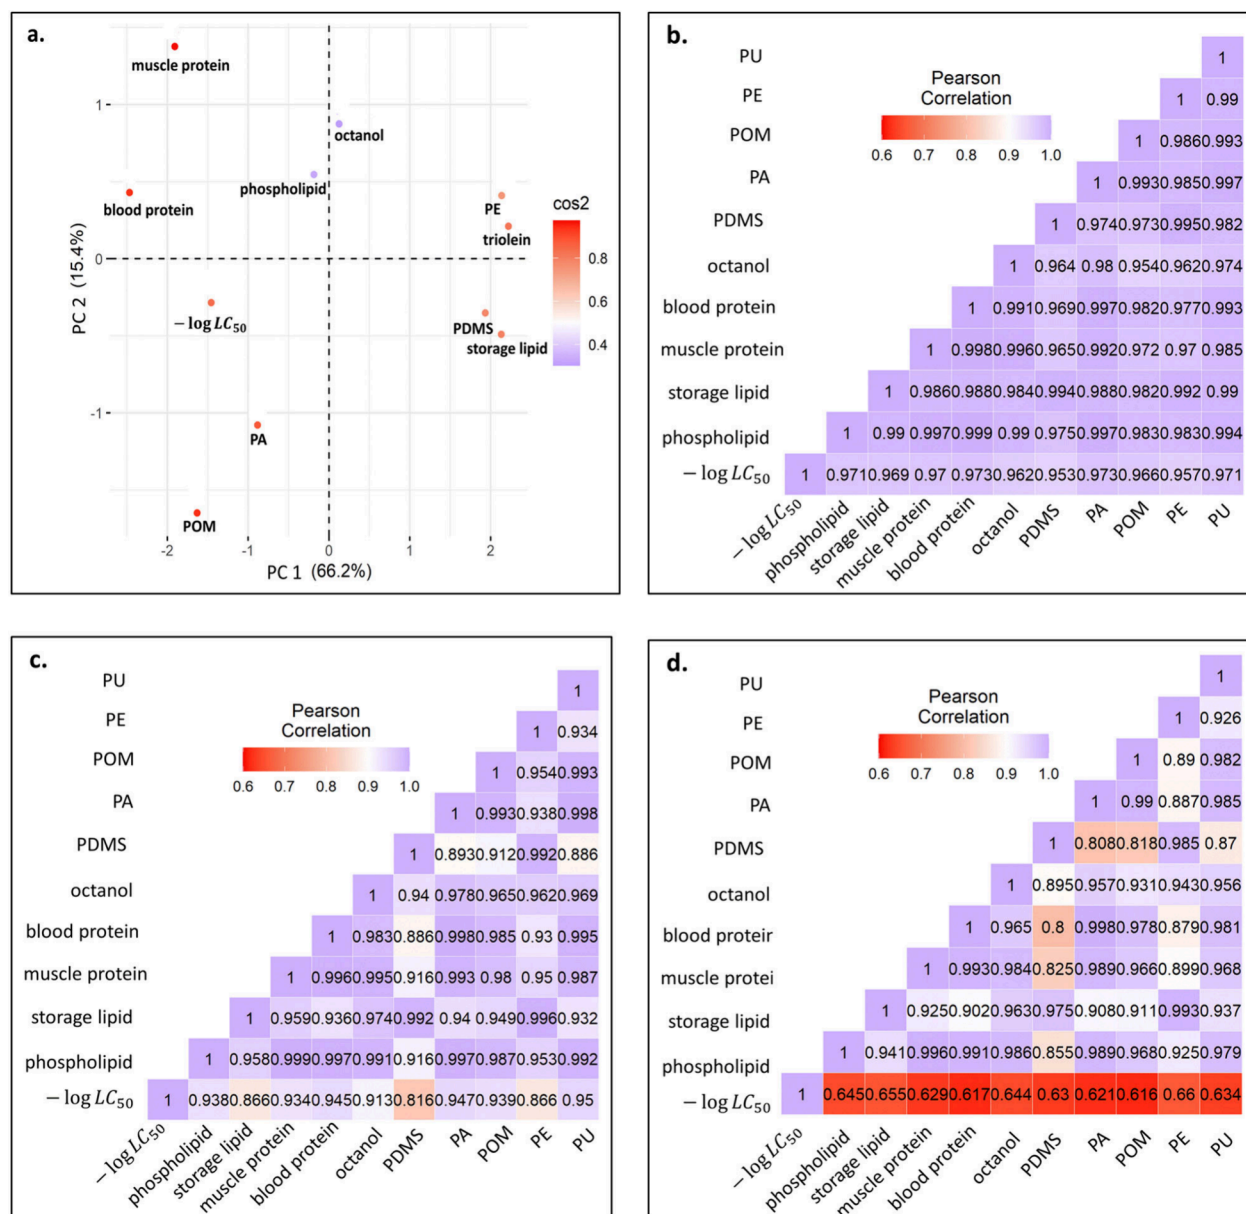 a.
muscle protein
octanol
phospholipid
blood protein
PE
triolein
cos2
0.8
0.6
0.4
− log LC50
PDMS
storage lipid
PA
POM
1
0
-1
PC 2 (15.4%)
-2 -1 0 1 2
PC 1 (66.2%)
b.
Pearson
Correlation
0.6 0.7 0.8 0.9 1.0
PU 1
PE 1 0.99
POM 1 0.986 0.993
PA 1 0.993 0.985 0.997
PDMS 1 0.974 0.973 0.995 0.982
octanol 1 0.964 0.98 0.954 0.962 0.974
blood protein 1 0.991 0.969 0.997 0.982 0.977 0.993
muscle protein 1 0.998 0.996 0.965 0.992 0.972 0.97 0.985
storage lipid 1 0.986 0.988 0.984 0.994 0.988 0.982 0.992 0.99
phospholipid 1 0.99 0.997 0.999 0.99 0.975 0.997 0.983 0.983 0.994
− log LC50 1 0.971 0.969 0.97 0.973 0.962 0.953 0.973 0.966 0.957 0.971
− log LC50 phospholipid storage lipid muscle protein blood protein octanol PDMS PA POM PE PU
c.
Pearson
Correlation
0.6 0.7 0.8 0.9 1.0
PU 1
PE 1 0.934
POM 1 0.954 0.993
PA 1 0.993 0.938 0.998
PDMS 1 0.893 0.912 0.992 0.886
octanol 1 0.94 0.978 0.965 0.962 0.969
blood protein 1 0.983 0.886 0.998 0.985 0.93 0.995
muscle protein 1 0.996 0.995 0.916 0.993 0.98 0.95 0.987
storage lipid 1 0.959 0.936 0.974 0.992 0.94 0.949 0.996 0.932
phospholipid 1 0.958 0.999 0.997 0.991 0.916 0.997 0.987 0.953 0.992
− log LC50 1 0.938 0.866 0.934 0.945 0.913 0.816 0.947 0.939 0.866 0.95
− log LC50 phospholipid storage lipid muscle protein blood protein octanol PDMS PA POM PE PU
d.
Pearson
Correlation
0.6 0.7 0.8 0.9 1.0
PU 1
PE 1 0.926
POM 1 0.89 0.982
PA 1 0.99 0.887 0.985
PDMS 1 0.808 0.818 0.985 0.87
octanol 1 0.895 0.957 0.931 0.943 0.956
blood proteir 1 0.965 0.8 0.998 0.978 0.879 0.981
muscle protei 1 0.993 0.984 0.825 0.989 0.966 0.899 0.968
storage lipid 1 0.925 0.902 0.963 0.975 0.908 0.911 0.993 0.937
phospholipid 1 0.941 0.996 0.991 0.986 0.855 0.989 0.968 0.925 0.979
− log LC50 1 0.645 0.655 0.629 0.617 0.644 0.63 0.621 0.616 0.66 0.634
− log LC50 phospholipid storage lipid muscle protein blood protein octanol PDMS PA POM PE PU